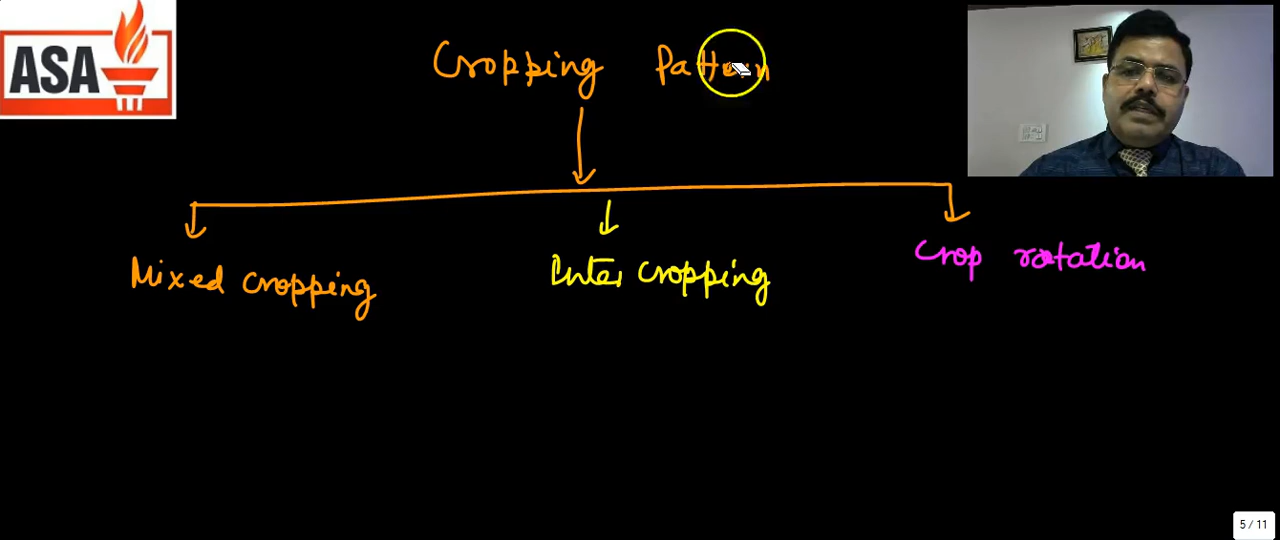 ASA
Cropping Pattern
Mixed cropping
Inter cropping
Crop rotation
5 / 11